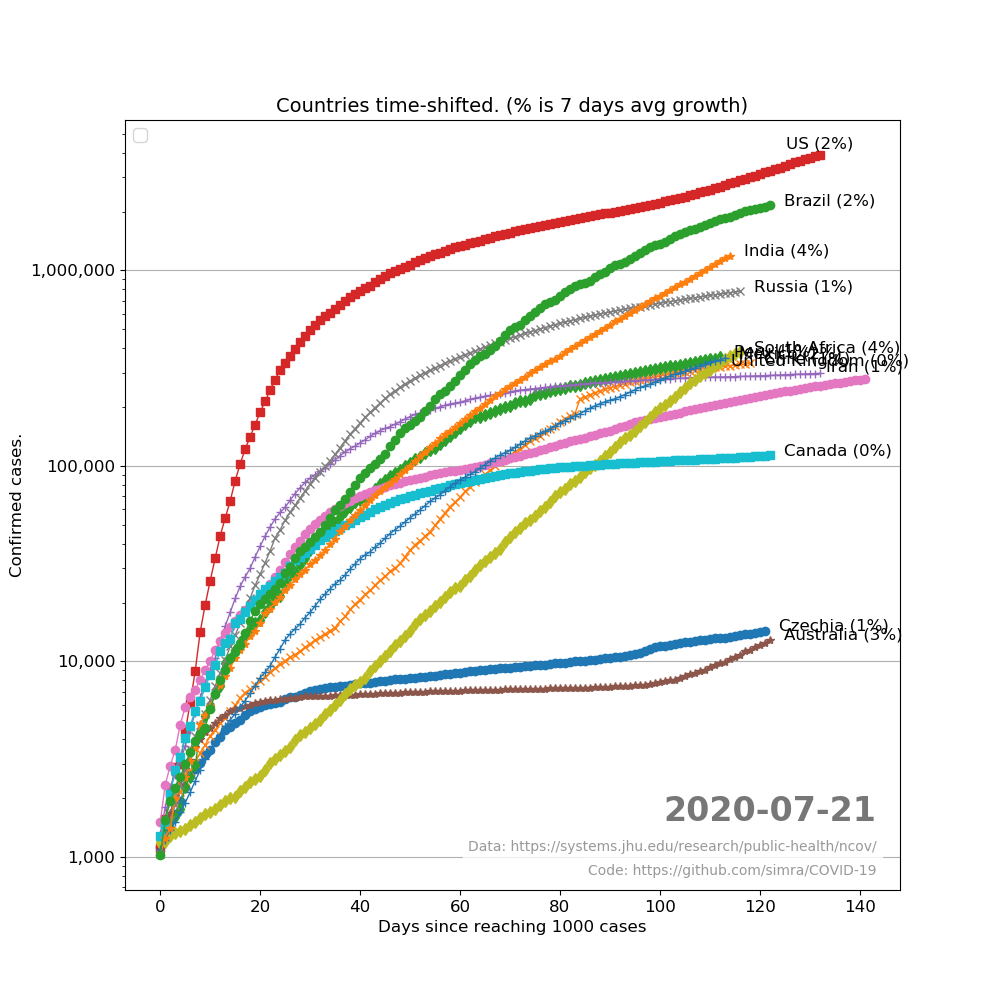 Countries time-shifted. (% is 7 days avg growth)
US (2%)
Brazil (2%)
India (4%)
Russia (1%)
South Africa (4%)
Mexico
United Kingdom (0%)
Iran (1%)
Canada (0%)
Czechia (1%)
Australia (3%)
1,000,000
100,000
10,000
1,000
Confirmed cases.
2020-07-21
Data: https://systems.jhu.edu/research/public-health/ncov/
Code: https://github.com/simra/COVID-19
0 20 40 60 80 100 120 140
Days since reaching 1000 cases